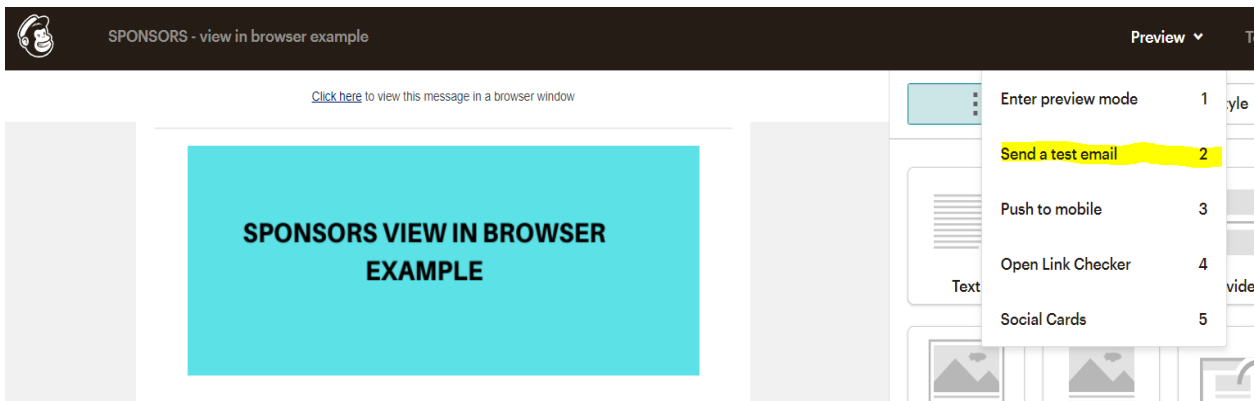 SPONSORS - view in browser example
Preview
Click here to view this message in a browser window
SPONSORS VIEW IN BROWSER
EXAMPLE
Enter preview mode 1
Send a test email 2
Push to mobile 3
Open Link Checker 4
Social Cards 5
Text